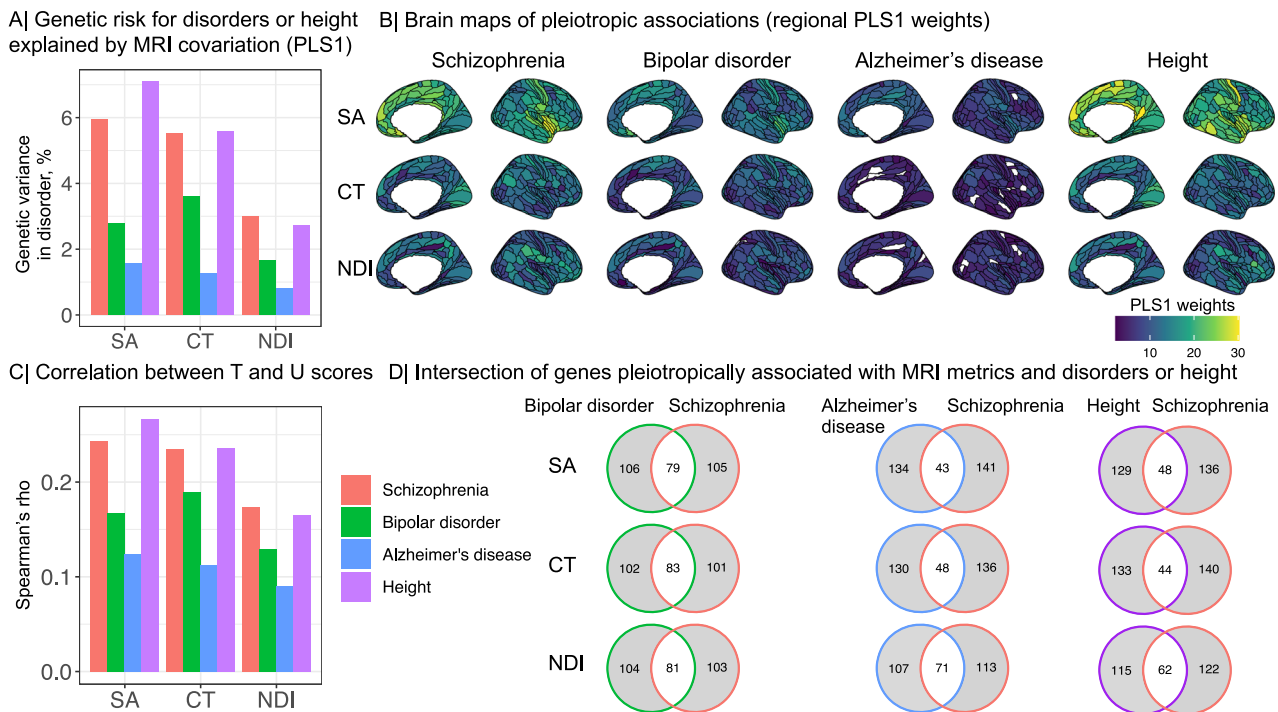 A| Genetic risk for disorders or height
explained by MRI covariation (PLS1)
Genetic variance
in disorder, %
6
4
2
0
SA
CT
NDI
B| Brain maps of pleiotropic associations (regional PLS1 weights)
Schizophrenia
Bipolar disorder
Alzheimer's disease
Height
SA
CT
NDI
PLS1 weights
10
20
30
C| Correlation between T and U scores
Spearman's rho
0.2
0.1
0.0
SA
CT
NDI
Schizophrenia
Bipolar disorder
Alzheimer's disease
Height
D| Intersection of genes pleiotropically associated with MRI metrics and disorders or height
Bipolar disorder
Schizophrenia
Alzheimer's
disease
Schizophrenia
Height
Schizophrenia
SA
106
79
105
134
43
141
129
48
136
CT
102
83
101
130
48
136
133
44
140
NDI
104
81
103
107
71
113
115
62
122